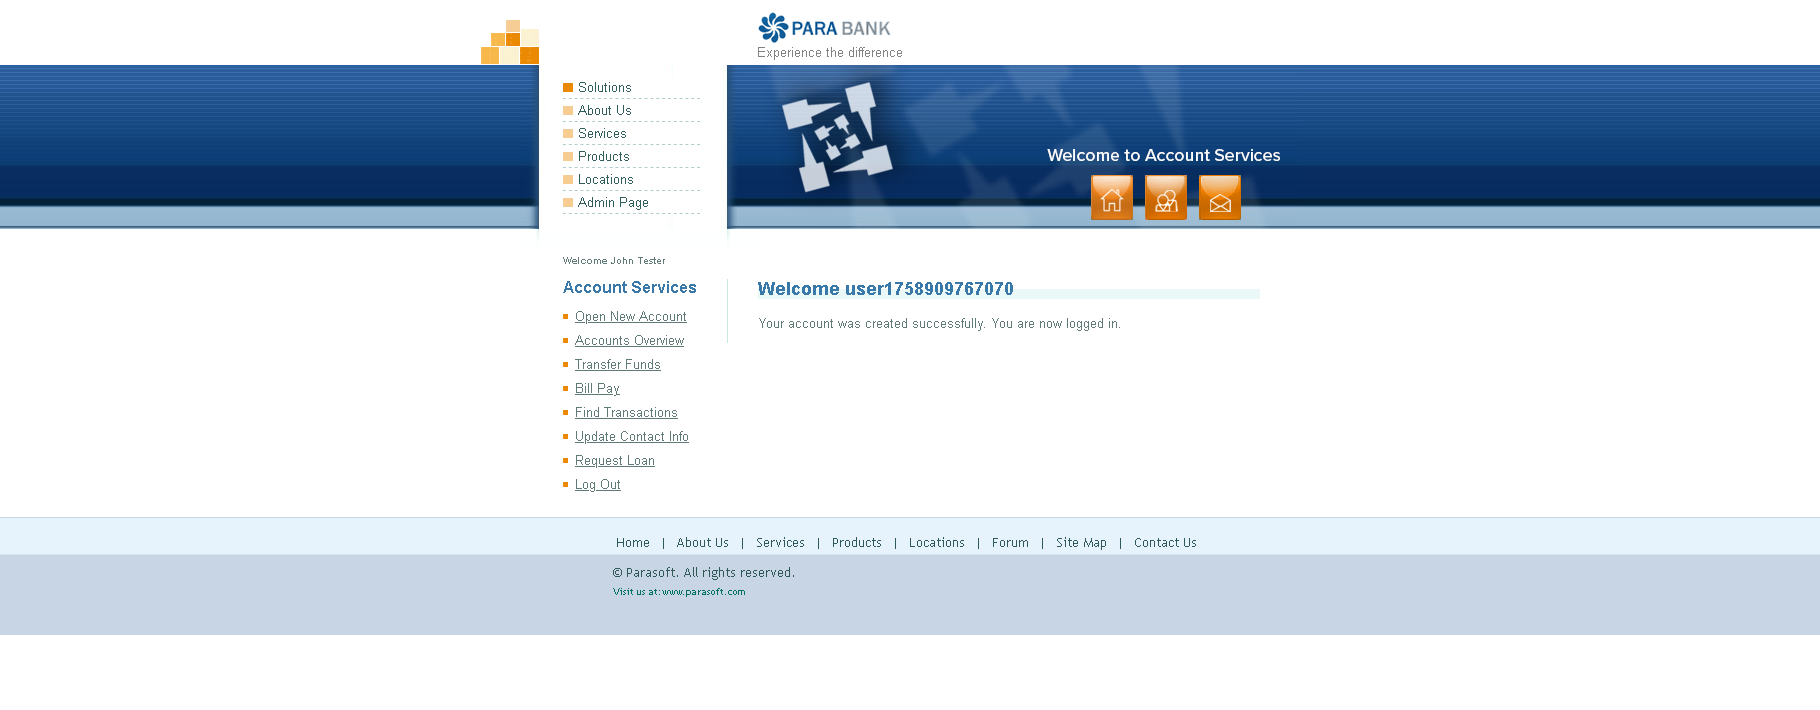 PARA BANK
Experience the difference
Solutions
About Us
Services
Products
Locations
Admin Page
Welcome to Account Services
Welcome John Tester
Account Services
Open New Account
Accounts Overview
Transfer Funds
Bill Pay
Find Transactions
Update Contact Info
Request Loan
Log Out
Welcome user1758909767070
Your account was created successfully. You are now logged in.
Home | About Us | Services | Products | Locations | Forum | Site Map | Contact Us
© Parasoft. All rights reserved.
Visit us at: www.parasoft.com